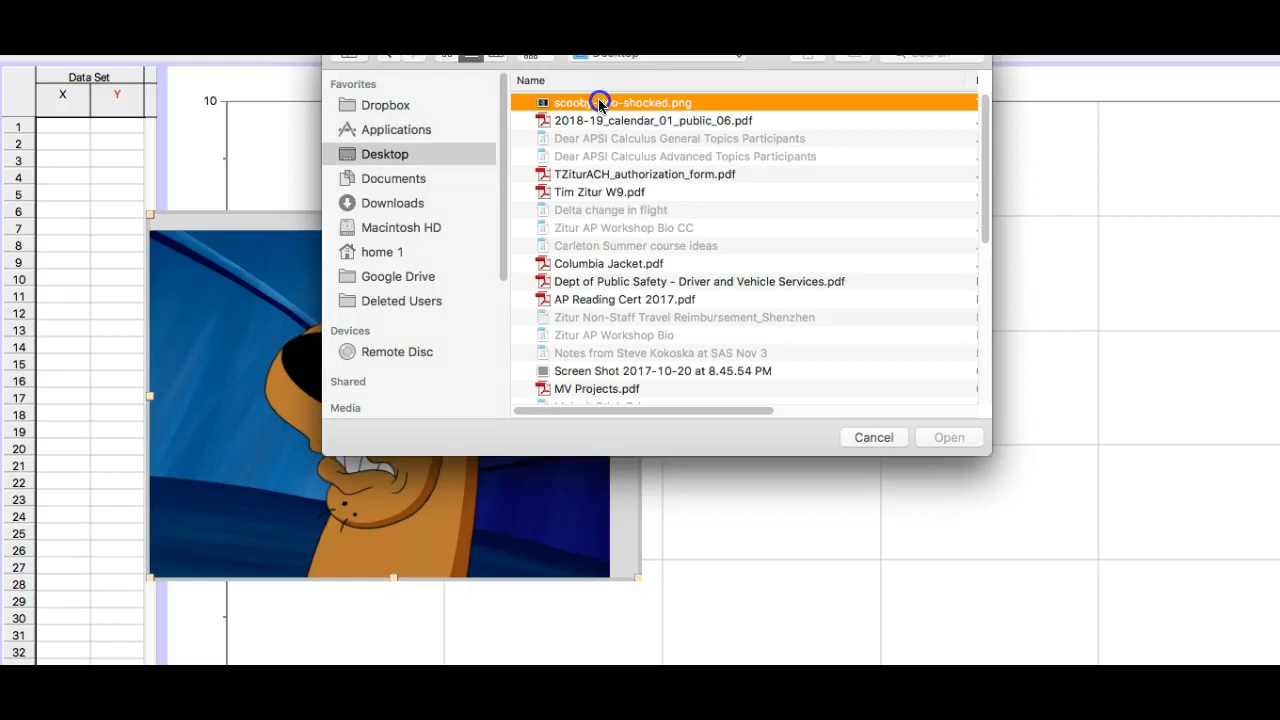 Data Set
X Y
10
1
2
3
4
5
6
7
8
9
10
11
12
13
14
15
16
17
18
19
20
21
22
23
24
25
26
27
28
29
30
31
32
Favorites
Dropbox
Applications
Desktop
Documents
Downloads
Macintosh HD
home 1
Google Drive
Deleted Users
Devices
Remote Disc
Shared
Media
Desktop
Search
Name
2018-19_calendar_01_public_06.pdf
Dear APSI Calculus General Topics Participants
Dear APSI Calculus Advanced Topics Participants
TZiturACH_authorization_form.pdf
Tim Zitur W9.pdf
Delta change in flight
Zitur AP Workshop Bio CC
Carleton Summer course ideas
Columbia Jacket.pdf
Dept of Public Safety - Driver and Vehicle Services.pdf
AP Reading Cert 2017.pdf
Zitur Non-Staff Travel Reimbursement_Shenzhen
Zitur AP Workshop Bio
Notes from Steve Kokoska at SAS Nov 3
Screen Shot 2017-10-20 at 8.45.54 PM
MV Projects.pdf
Cancel
Open